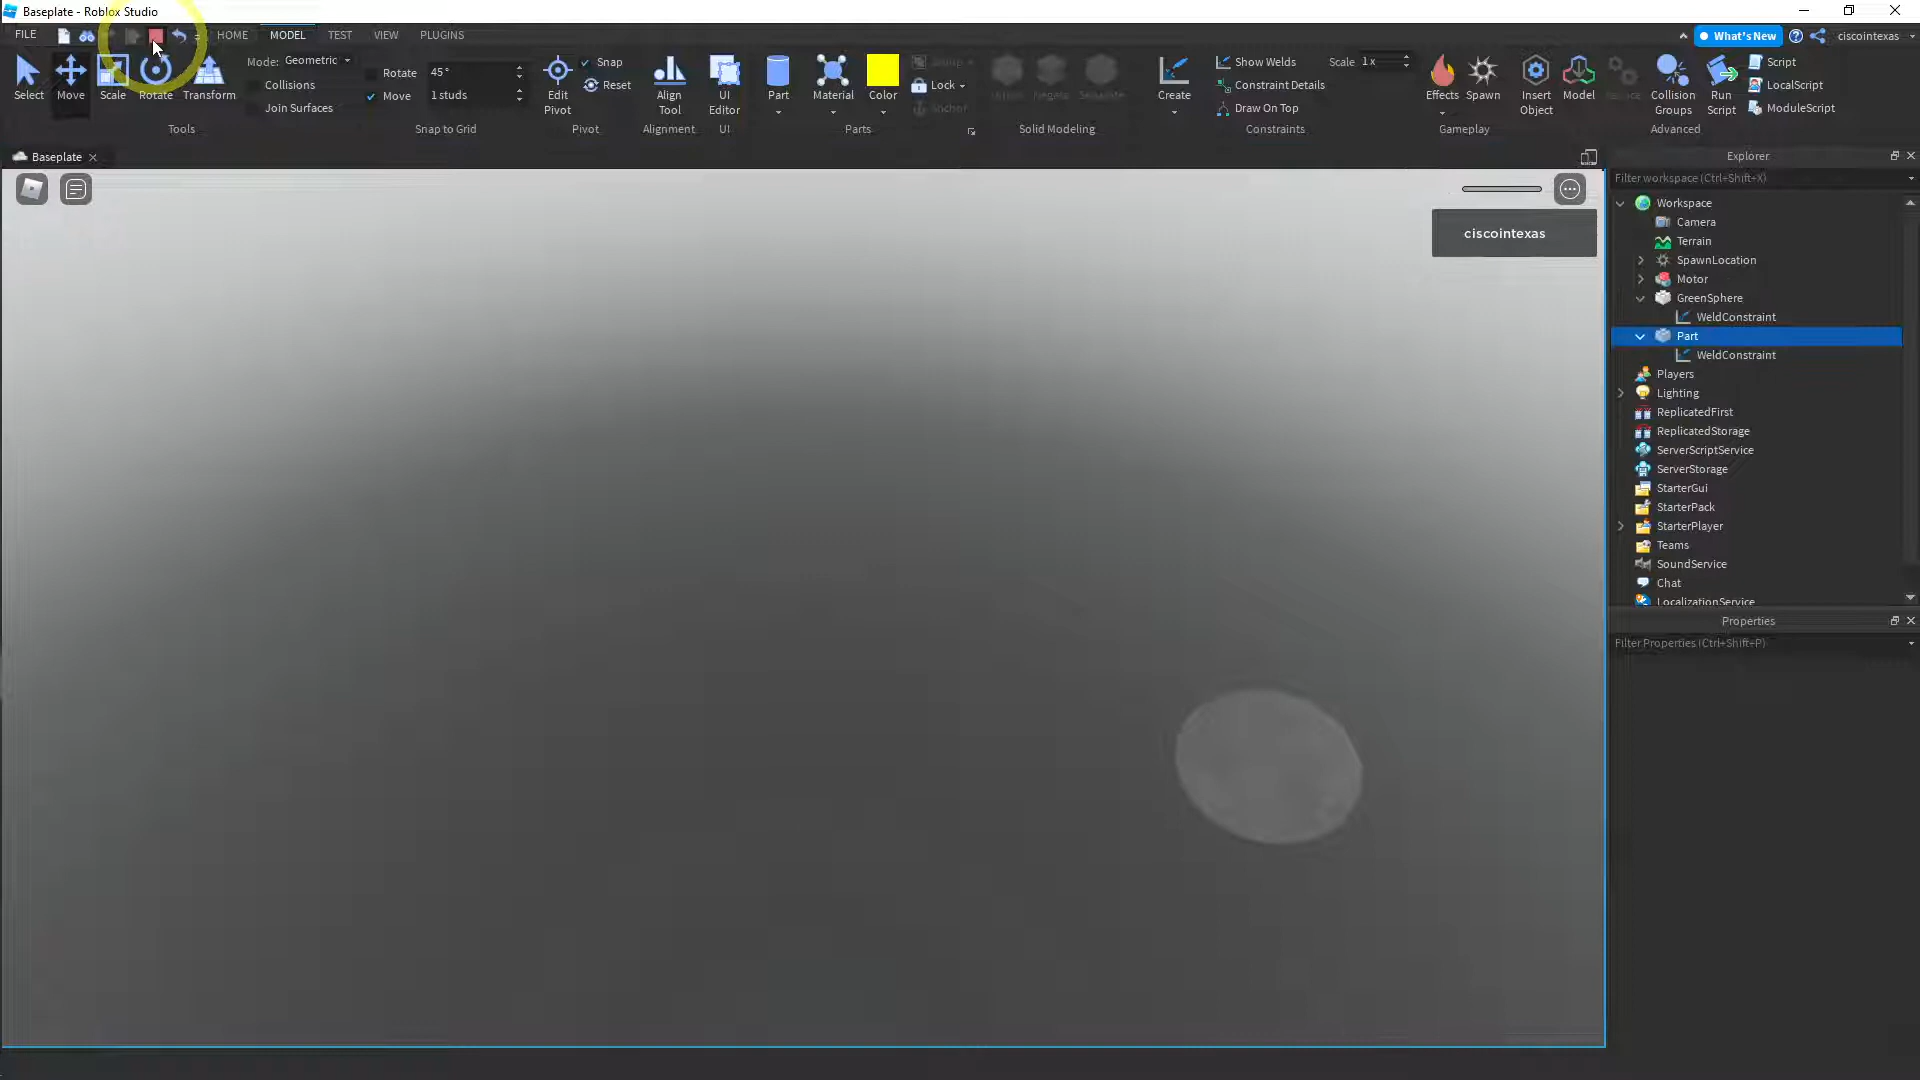 Baseplate - Roblox Studio
FILE HOME MODEL TEST VIEW PLUGINS What's New ciscointexas
Select Move Scale Rotate Transform
Mode: Geometric
Collisions
Join Surfaces
Tools
Rotate 45°
Move 1 studs
Snap to Grid
Edit Pivot
Snap
Reset
Pivot
Align Tool
Alignment
UI Editor
UI
Part Material Color
Group
Lock
Anchor
Parts
Union Negate Separate
Solid Modeling
Create
Show Welds Scale 1 x
Constraint Details
Draw On Top
Constraints
Effects Spawn
Gameplay
Insert Object
Model
Collision Groups
Run Script
Script
LocalScript
ModuleScript
Advanced
Baseplate
ciscointexas
Explorer
Filter workspace (Ctrl+Shift+X)
Workspace
Camera
Terrain
SpawnLocation
Motor
GreenSphere
WeldConstraint
Part
WeldConstraint
Players
Lighting
ReplicatedFirst
ReplicatedStorage
ServerScriptService
ServerStorage
StarterGui
StarterPack
StarterPlayer
Teams
SoundService
Chat
LocalizationService
Properties
Filter Properties (Ctrl+Shift+P)